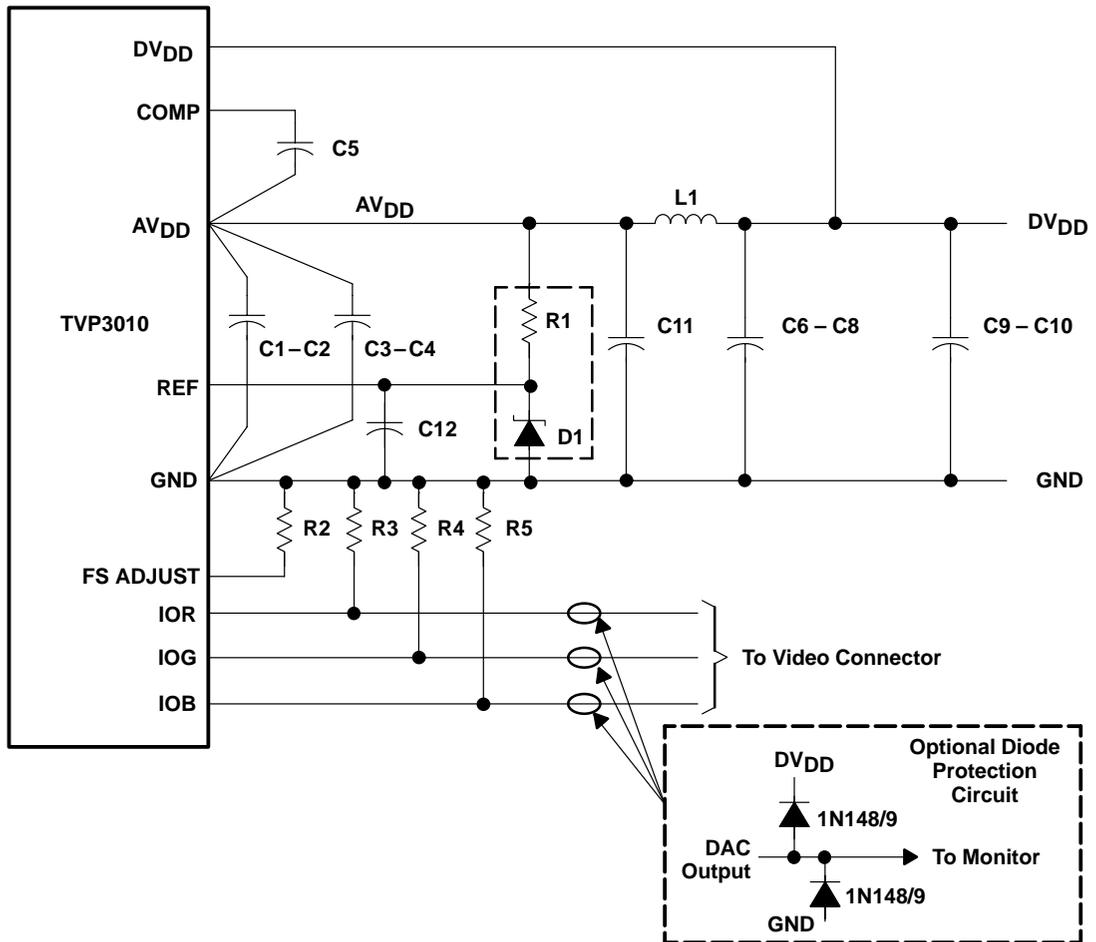 DVDD
COMP
C5
AVDD
L1
AVDD
DVDD
TVP3010
R1
C1–C2
C3–C4
C11
C6 – C8
C9 – C10
REF
C12
D1
GND
GND
R2
R3
R4
R5
FS ADJUST
IOR
IOG
To Video Connector
IOB
Optional Diode
Protection
Circuit
DVDD
1N148/9
DAC
Output
To Monitor
1N148/9
GND